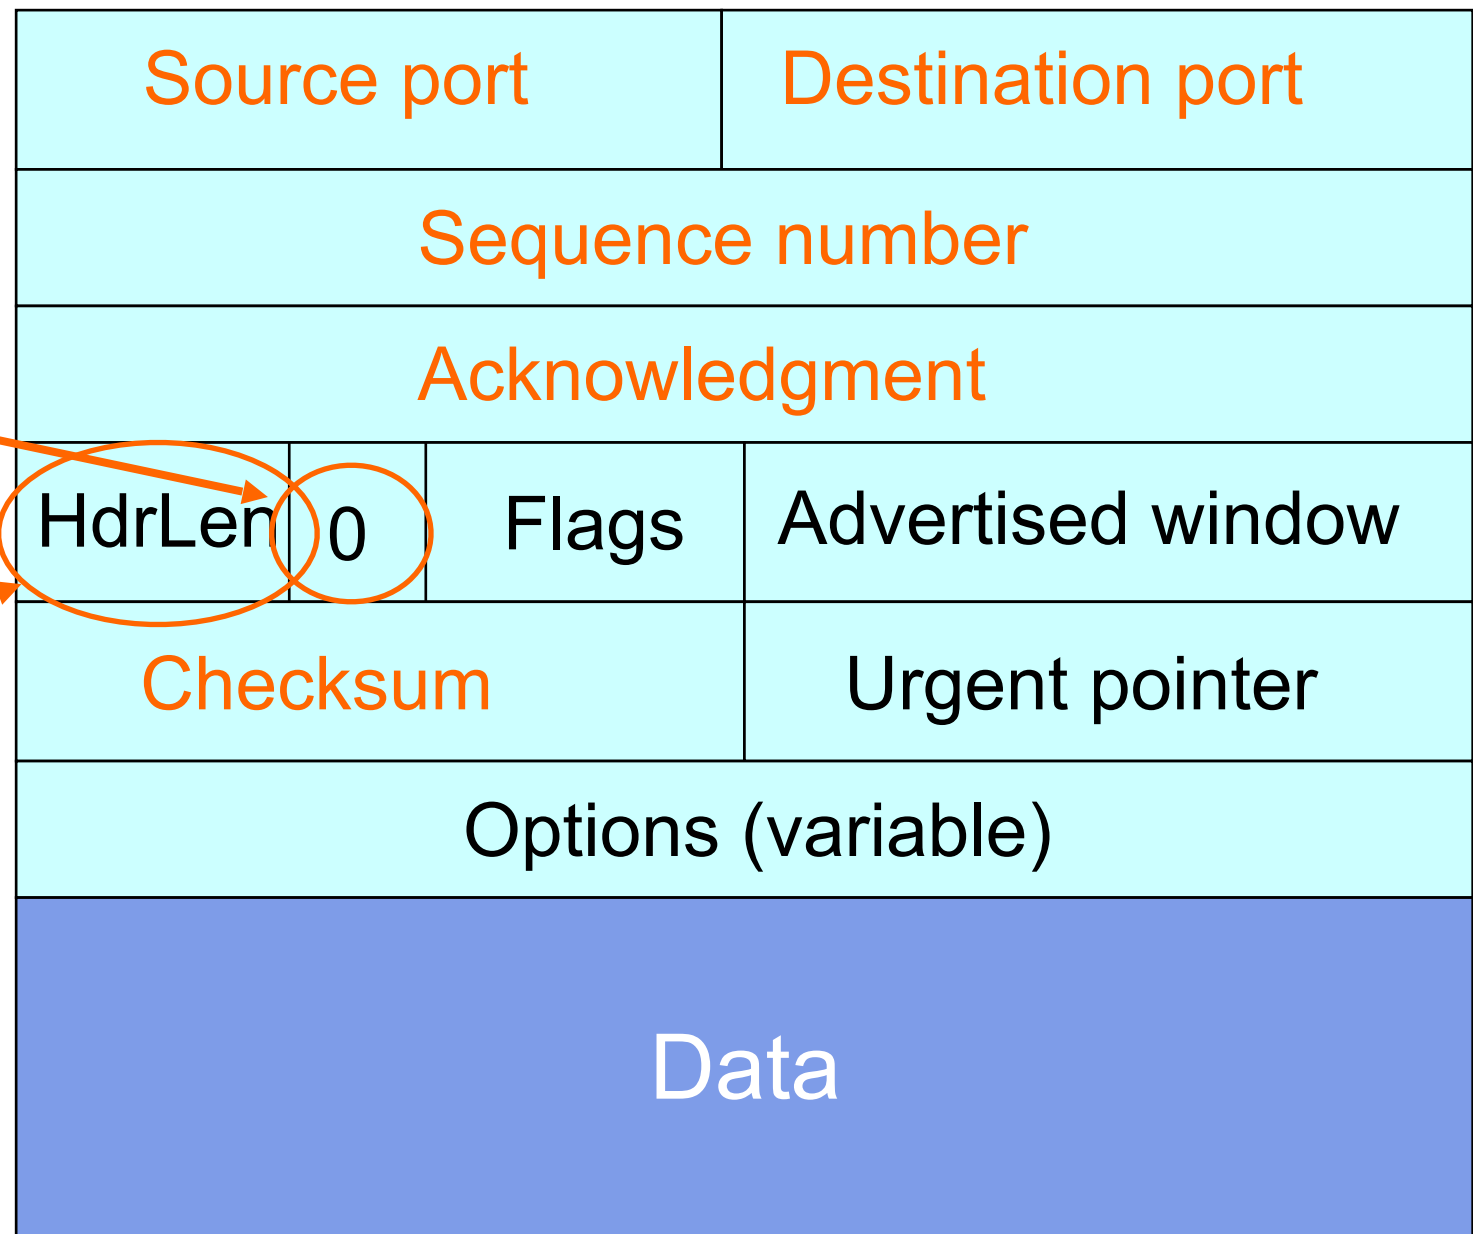 Source port
Destination port
Sequence number
Acknowledgment
HdrLen
0
Flags
Advertised window
Checksum
Urgent pointer
Options (variable)
Data